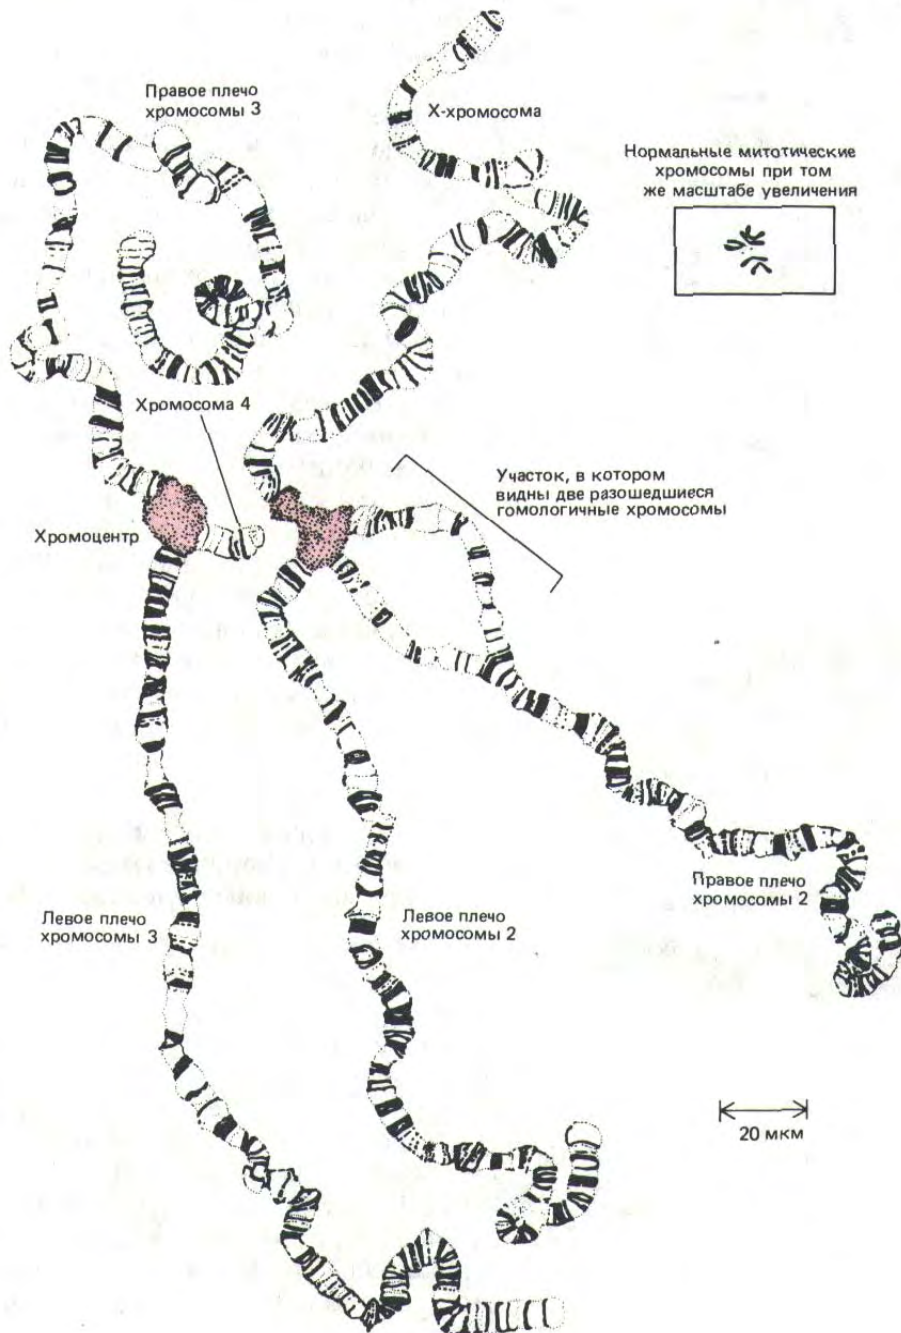 Правое плечо
хромосомы 3
X-хромосома
Нормальные митотические
хромосомы при том
же масштабе увеличения
Хромосома 4
Участок, в котором
видны две разошедшиеся
гомологичные хромосомы
Хромоцентр
Правое плечо
хромосомы 2
Левое плечо
хромосомы 3
Левое плечо
хромосомы 2
20 мкм